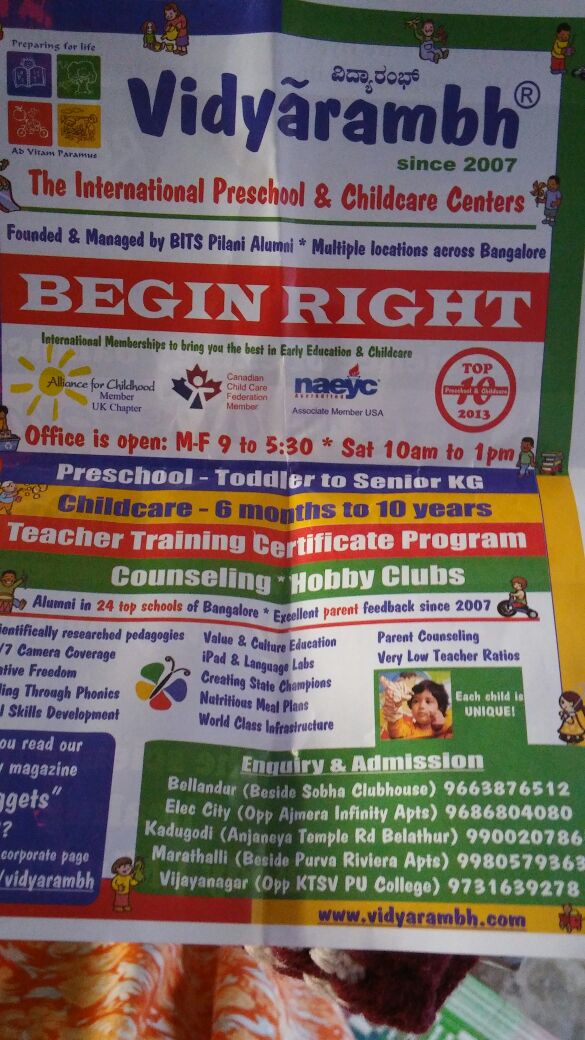 Preparing for life
Ad Vitam Paramus
ವಿದ್ಯಾರಂಭ್
Vidyãrambh®
since 2007
The International Preschool & Childcare Centers
Founded & Managed by BITS Pilani Alumni * Multiple locations across Bangalore
BEGIN RIGHT
International Memberships to bring you the best in Early Education & Childcare
Alliance for Childhood
Member
UK Chapter
Canadian
Child Care
Federation
Member
naeyc
Accredited
Associate Member USA
TOP
10
Preschool & Childcare
2013
Office is open: M-F 9 to 5:30 * Sat 10am to 1pm
Preschool - Toddler to Senior KG
Childcare - 6 months to 10 years
Teacher Training Certificate Program
Counseling * Hobby Clubs
Alumni in 24 top schools of Bangalore * Excellent parent feedback since 2007
entifically researched pedagogies
/7 Camera Coverage
ative Freedom
ing Through Phonics
l Skills Development
Value & Culture Education
iPad & Language Labs
Creating State Champions
Nutritious Meal Plans
World Class Infrastructure
Parent Counseling
Very Low Teacher Ratios
Each child is
UNIQUE!
ou read our
magazine
ggets"
?
corporate page
/vidyarambh
Enquiry & Admission
Bellandur (Beside Sobha Clubhouse) 9663876512
Elec City (Opp Ajmera Infinity Apts) 9686804080
Kadugodi (Anjaneya Temple Rd Belathur) 990020786
Marathalli (Beside Purva Riviera Apts) 9980579363
Vijayanagar (Opp KTSV PU College) 9731639278
www.vidyarambh.com